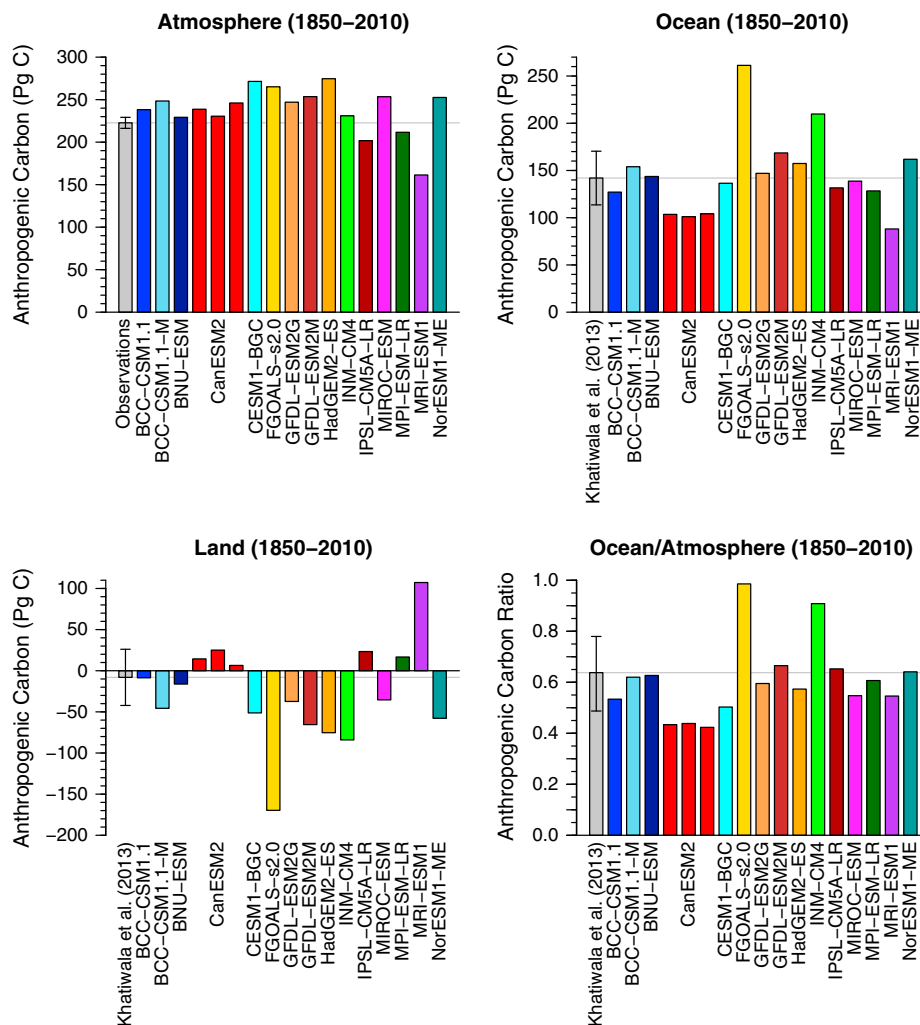 Atmosphere (1850−2010)
Anthropogenic Carbon (Pg C)
300
250
200
150
100
50
0
Observations
BCC−CSM1.1
BCC−CSM1.1−M
BNU−ESM
CanESM2
CESM1−BGC
FGOALS−s2.0
GFDL−ESM2G
GFDL−ESM2M
HadGEM2−ES
INM−CM4
IPSL−CM5A−LR
MIROC−ESM
MPI−ESM−LR
MRI−ESM1
NorESM1−ME
Ocean (1850−2010)
Anthropogenic Carbon (Pg C)
250
200
150
100
50
0
Khatiwala et al. (2013)
BCC−CSM1.1
BCC−CSM1.1−M
BNU−ESM
CanESM2
CESM1−BGC
FGOALS−s2.0
GFDL−ESM2G
GFDL−ESM2M
HadGEM2−ES
INM−CM4
IPSL−CM5A−LR
MIROC−ESM
MPI−ESM−LR
MRI−ESM1
NorESM1−ME
Land (1850−2010)
Anthropogenic Carbon (Pg C)
100
50
0
−50
−100
−150
−200
Khatiwala et al. (2013)
BCC−CSM1.1
BCC−CSM1.1−M
BNU−ESM
CanESM2
CESM1−BGC
FGOALS−s2.0
GFDL−ESM2G
GFDL−ESM2M
HadGEM2−ES
INM−CM4
IPSL−CM5A−LR
MIROC−ESM
MPI−ESM−LR
MRI−ESM1
NorESM1−ME
Ocean/Atmosphere (1850−2010)
Anthropogenic Carbon Ratio
1.0
0.8
0.6
0.4
0.2
0.0
Khatiwala et al. (2013)
BCC−CSM1.1
BCC−CSM1.1−M
BNU−ESM
CanESM2
CESM1−BGC
FGOALS−s2.0
GFDL−ESM2G
GFDL−ESM2M
HadGEM2−ES
INM−CM4
IPSL−CM5A−LR
MIROC−ESM
MPI−ESM−LR
MRI−ESM1
NorESM1−ME